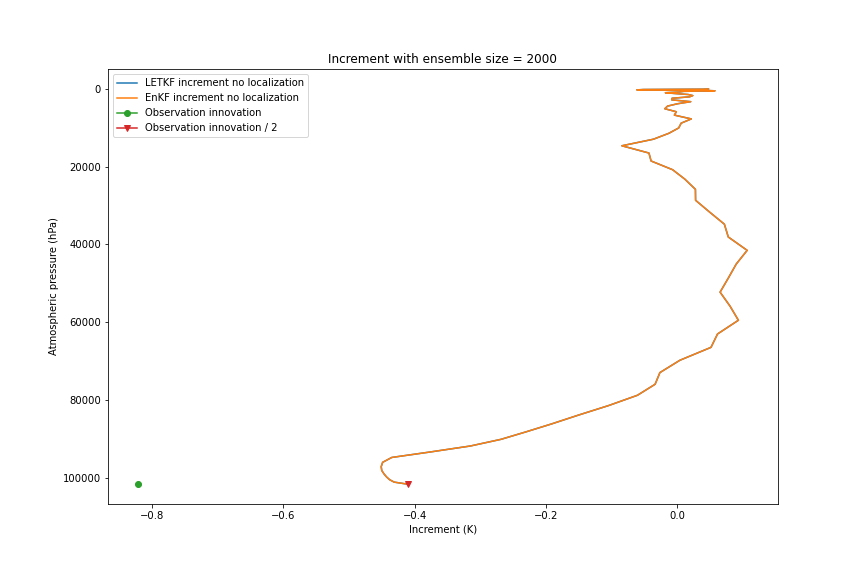 Increment with ensemble size = 2000
LETKF increment no localization
EnKF increment no localization
Observation innovation
Observation innovation / 2
0
20000
40000
60000
80000
100000
Atmospheric pressure (hPa)
−0.8
−0.6
−0.4
−0.2
0.0
Increment (K)